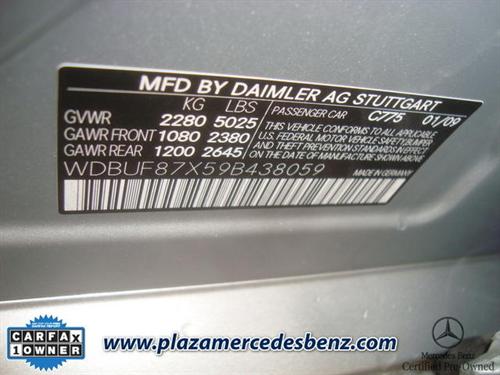 MFD BY DAIMLER AG STUTTGART
KG LBS PASSENGER CAR C775 01/09
GVWR 2280 5025
GAWR FRONT 1080 2380
GAWR REAR 1200 2645
THIS VEHICLE CONFORMS TO ALL APPLICABLE
U.S. FEDERAL MOTOR VEHICLE SAFETY,BUMPER
AND THEFT PREVENTION STANDARDS IN EFFECT
ON THE DATE OF MANUFACTURE SHOWN ABOVE.
WDBUF87X59B438059
MADE IN GERMANY
CARFAX
1 OWNER
www.plazamercedesbenz.com
Mercedes-Benz
Certified Pre-Owned